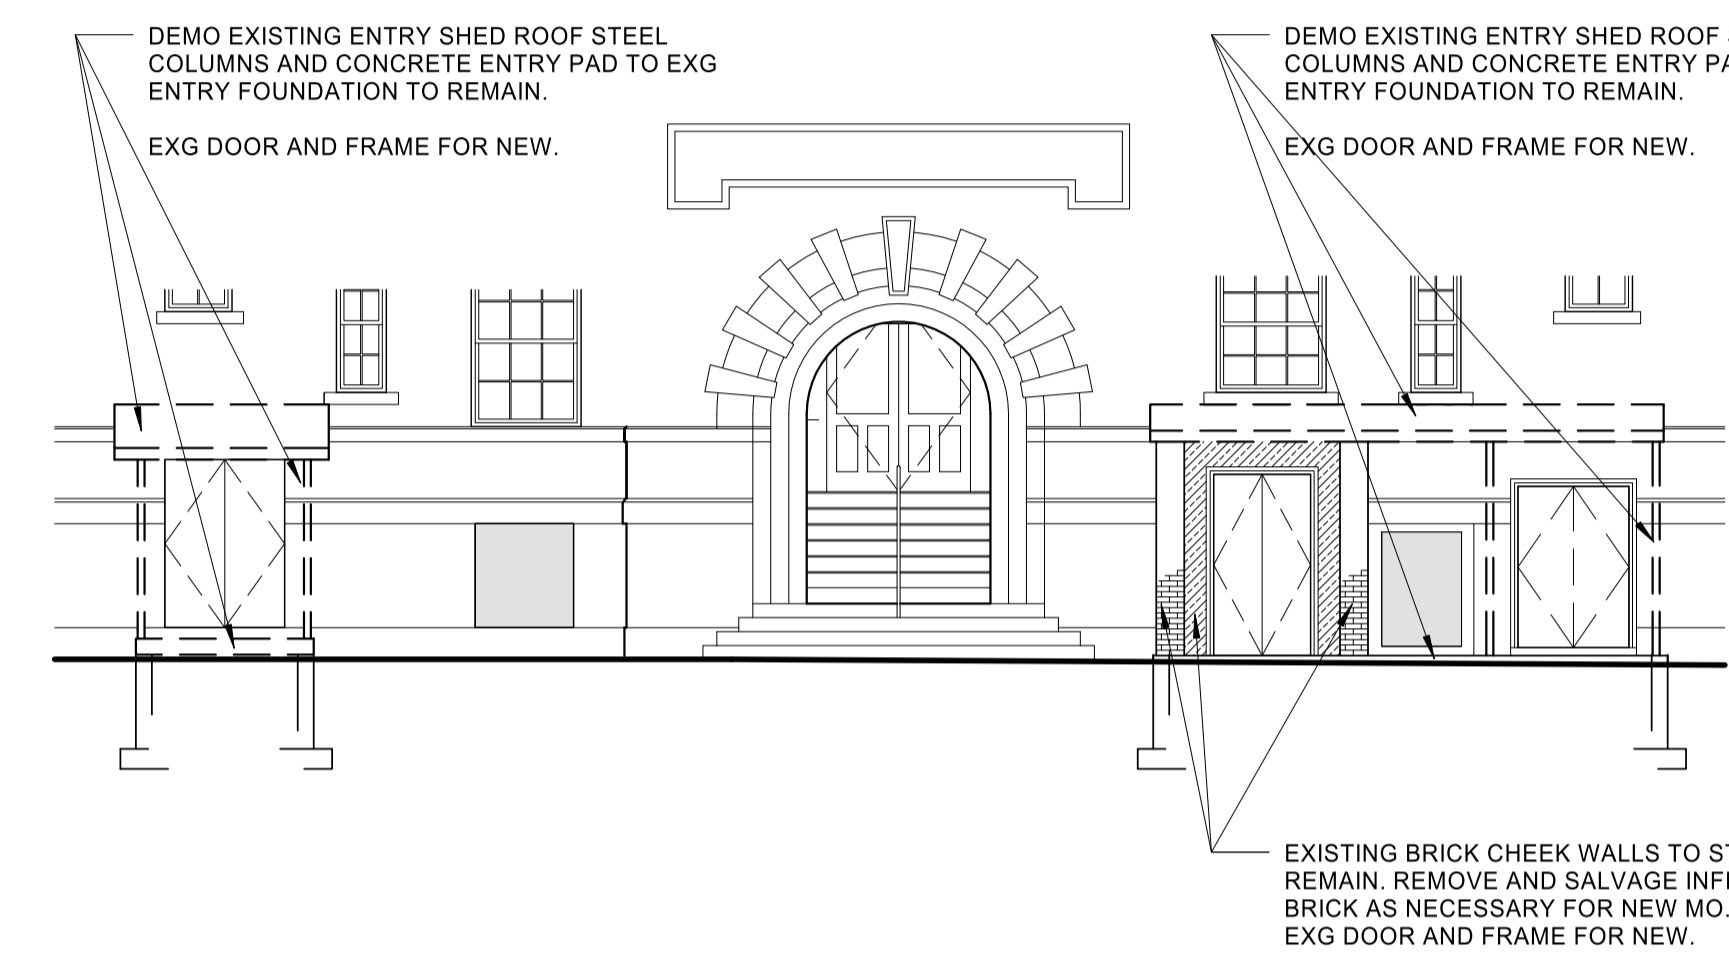 DEMO EXISTING ENTRY SHED ROOF STEEL
COLUMNS AND CONCRETE ENTRY PAD TO EXG
ENTRY FOUNDATION TO REMAIN.
EXG DOOR AND FRAME FOR NEW.
DEMO EXISTING ENTRY SHED ROOF
COLUMNS AND CONCRETE ENTRY
ENTRY FOUNDATION TO REMAIN.
EXG DOOR AND FRAME FOR NEW.
EXISTING BRICK CHEEK WALLS TO
REMAIN. REMOVE AND SALVAGE
BRICK AS NECESSARY FOR NEW MO.
EXG DOOR AND FRAME FOR NEW.